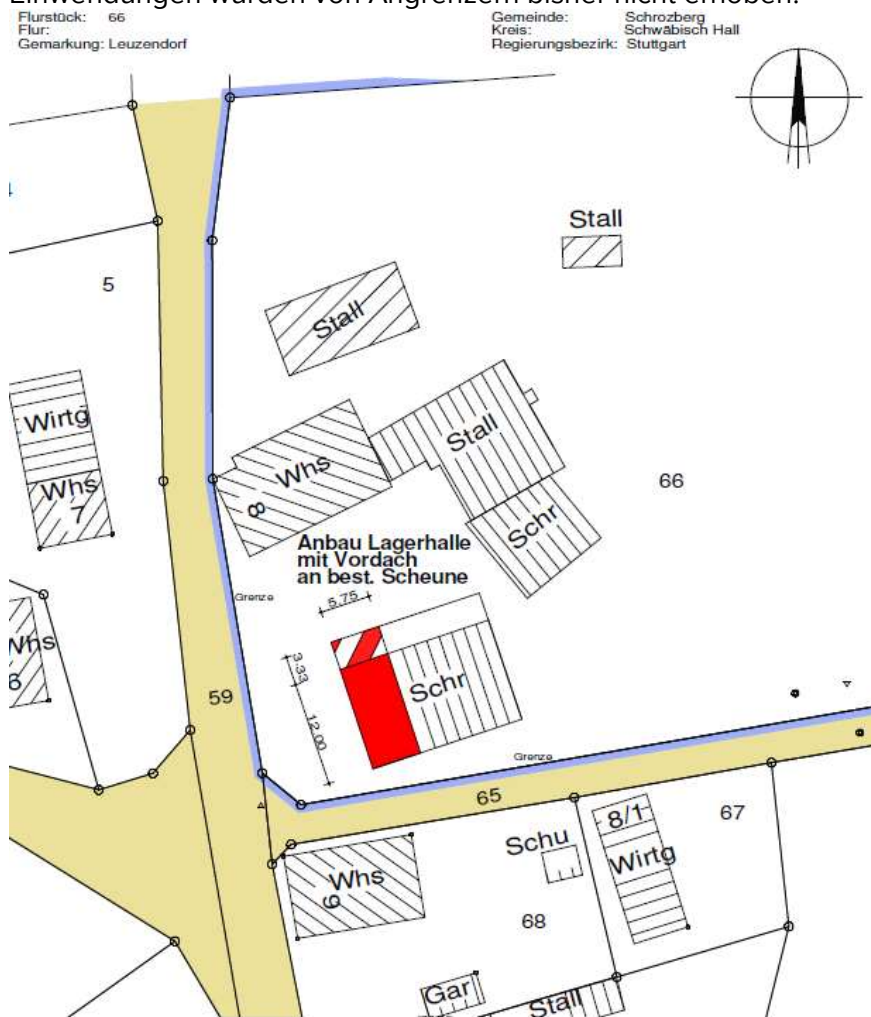 Einwendungen wurden von Angrenzern bisher nicht erhoben.
Flurstück: 66
Flur:
Gemarkung: Leuzendorf
Gemeinde: Schrozberg
Kreis: Schwäbisch Hall
Regierungsbezirk: Stuttgart
Stall
5
Stall
Wirtg
Stall
Whs
8
Whs
7
66
Schr
Anbau Lagerhalle
mit Vordach
an best. Scheune
Grenze
5.75
Whs
6
3.33
12.00
Schr
59
Grenze
65
8/1
67
Schu
Wirtg
Whs
9
68
Gar
Stall